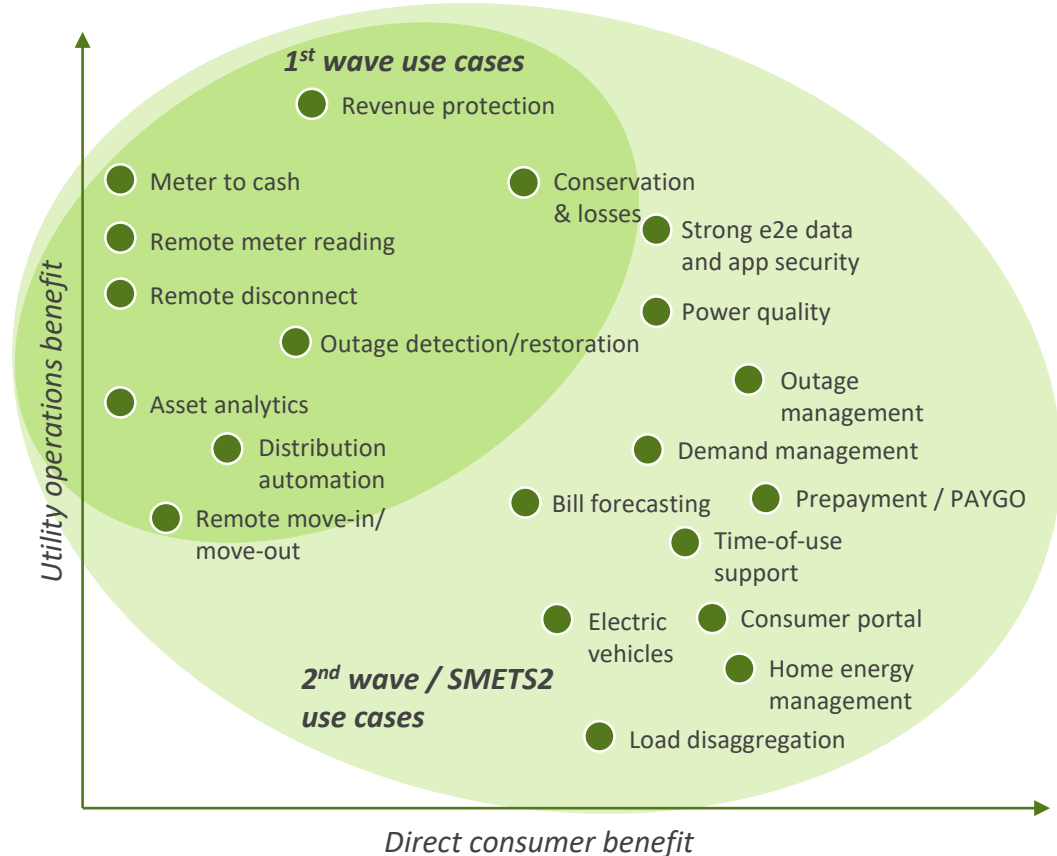 1st wave use cases
Revenue protection
Meter to cash
Conservation
& losses
Remote meter reading
Strong e2e data
and app security
Remote disconnect
Power quality
Outage detection/restoration
Outage
management
Asset analytics
Distribution
automation
Demand management
Bill forecasting
Prepayment / PAYGO
Remote move-in/
move-out
Time-of-use
support
Electric
vehicles
Consumer portal
Home energy
management
2nd wave / SMETS2
use cases
Load disaggregation
Utility operations benefit
Direct consumer benefit